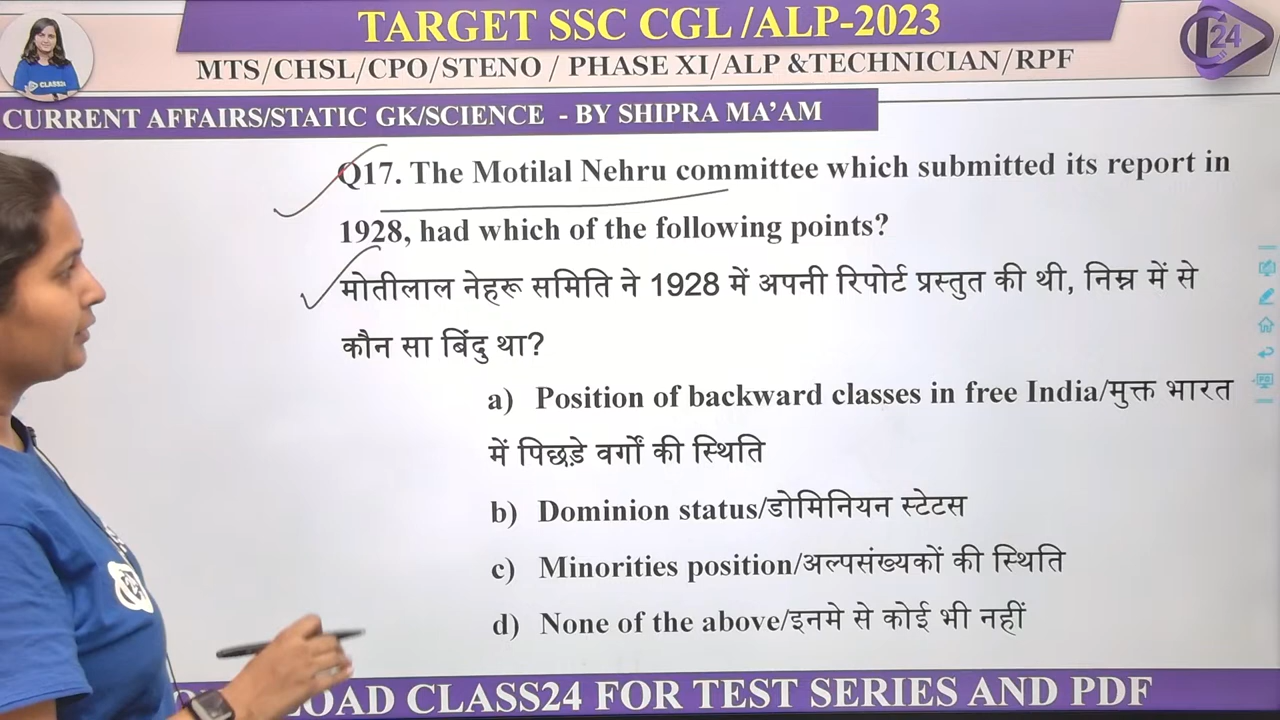 TARGET SSC CGL /ALP-2023
24
MTS/CHSL/CPO/STENO / PHASE XI/ALP &TECHNICIAN/RPF
CLASS24
CURRENT AFFAIRS/STATIC GK/SCIENCE - BY SHIPRA MA'AM
Q17. The Motilal Nehru committee which submitted its report in
1928, had which of the following points?
मोतीलाल नेहरू समिति ने 1928 में अपनी रिपोर्ट प्रस्तुत की थी, निम्न में से
कौन सा बिंदु था?
a) Position of backward classes in free India/मुक्त भारत
में पिछड़े वर्गों की स्थिति
b) Dominion status/डोमिनियन स्टेटस
c) Minorities position/अल्पसंख्यकों की स्थिति
d) None of the above/इनमे से कोई भी नहीं
OAD CLASS24 FOR TEST SERIES AND PDF